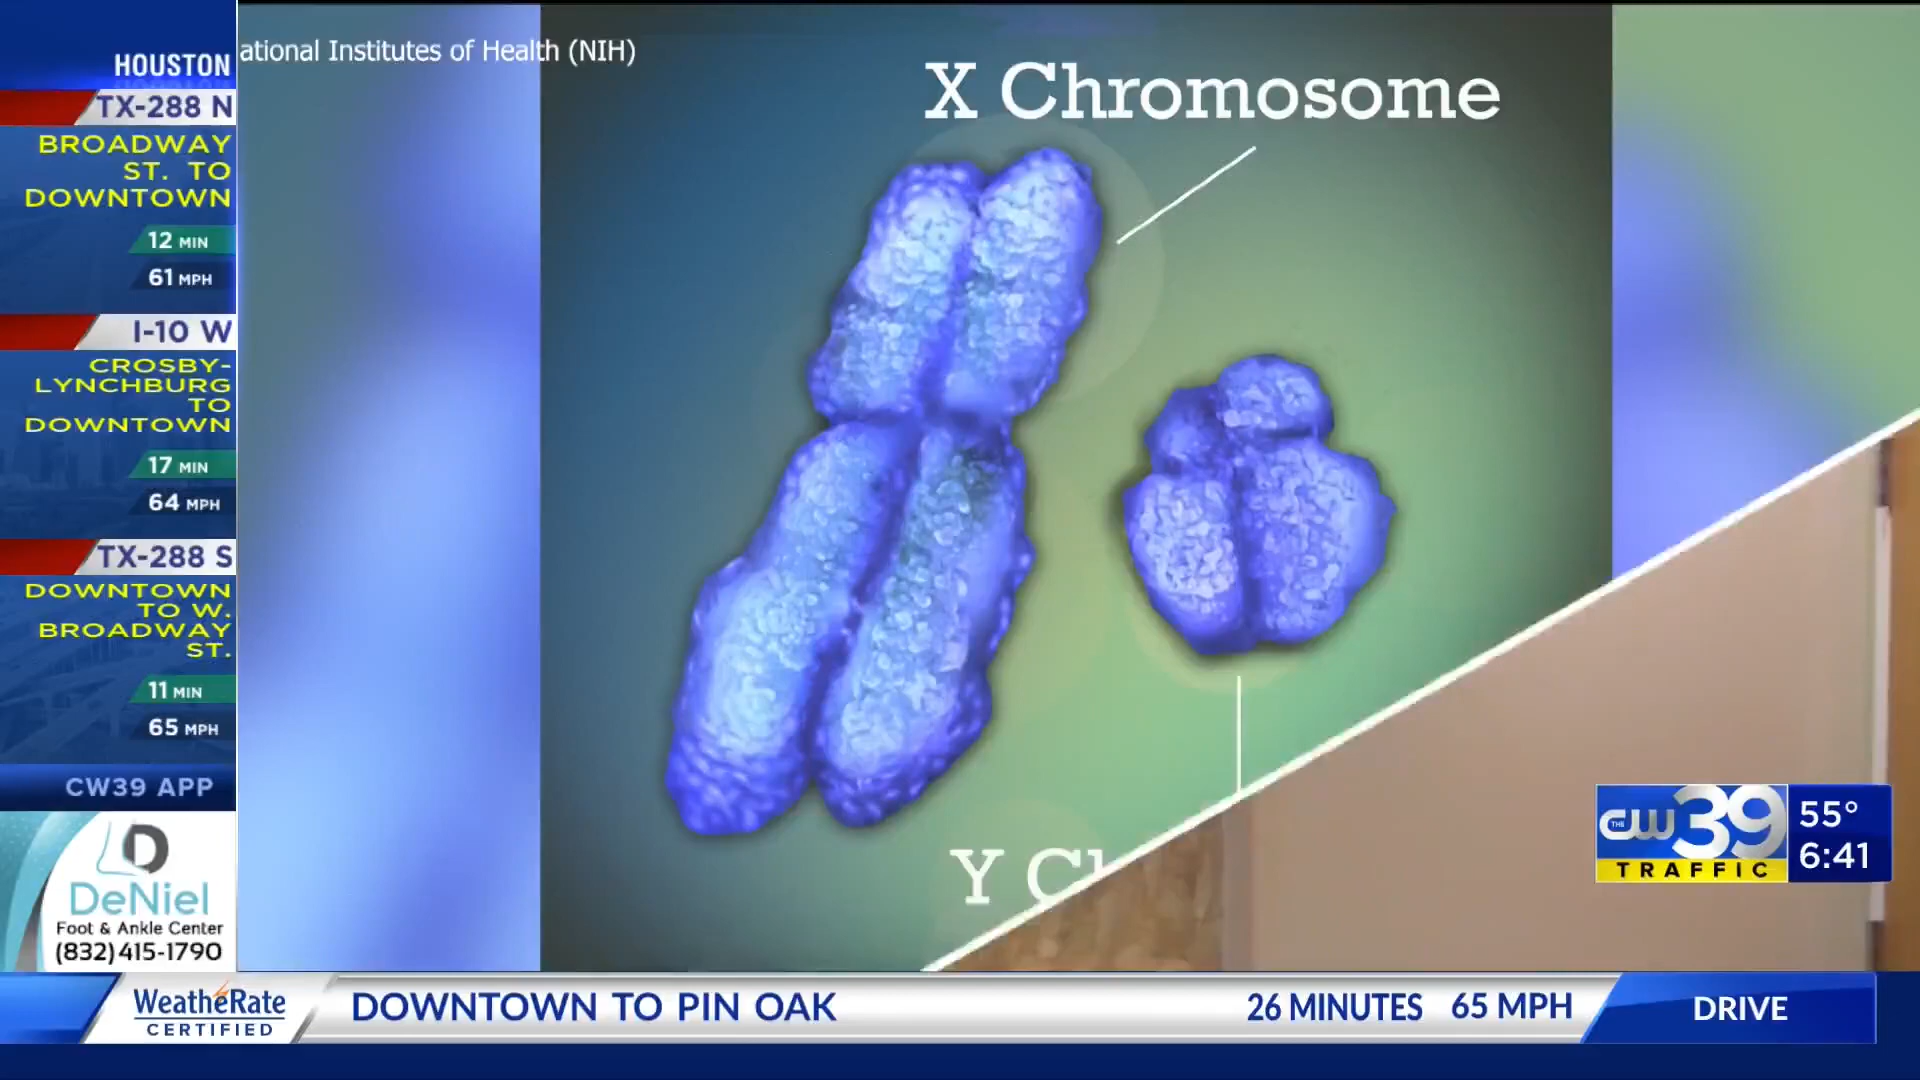 HOUSTON
TX-288 N
BROADWAY
ST. TO
DOWNTOWN
12 MIN
61 MPH
I-10 W
CROSBY-
LYNCHBURG
TO
DOWNTOWN
17 MIN
64 MPH
TX-288 S
DOWNTOWN
TO W.
BROADWAY
ST.
11 MIN
65 MPH
CW39 APP
D
DeNiel
Foot & Ankle Center
(832)415-1790
ational Institutes of Health (NIH)
X Chromosome
Y Ch
THE CW 39
TRAFFIC
55°
6:41
WeatheRate
CERTIFIED
DOWNTOWN TO PIN OAK
26 MINUTES 65 MPH
DRIVE